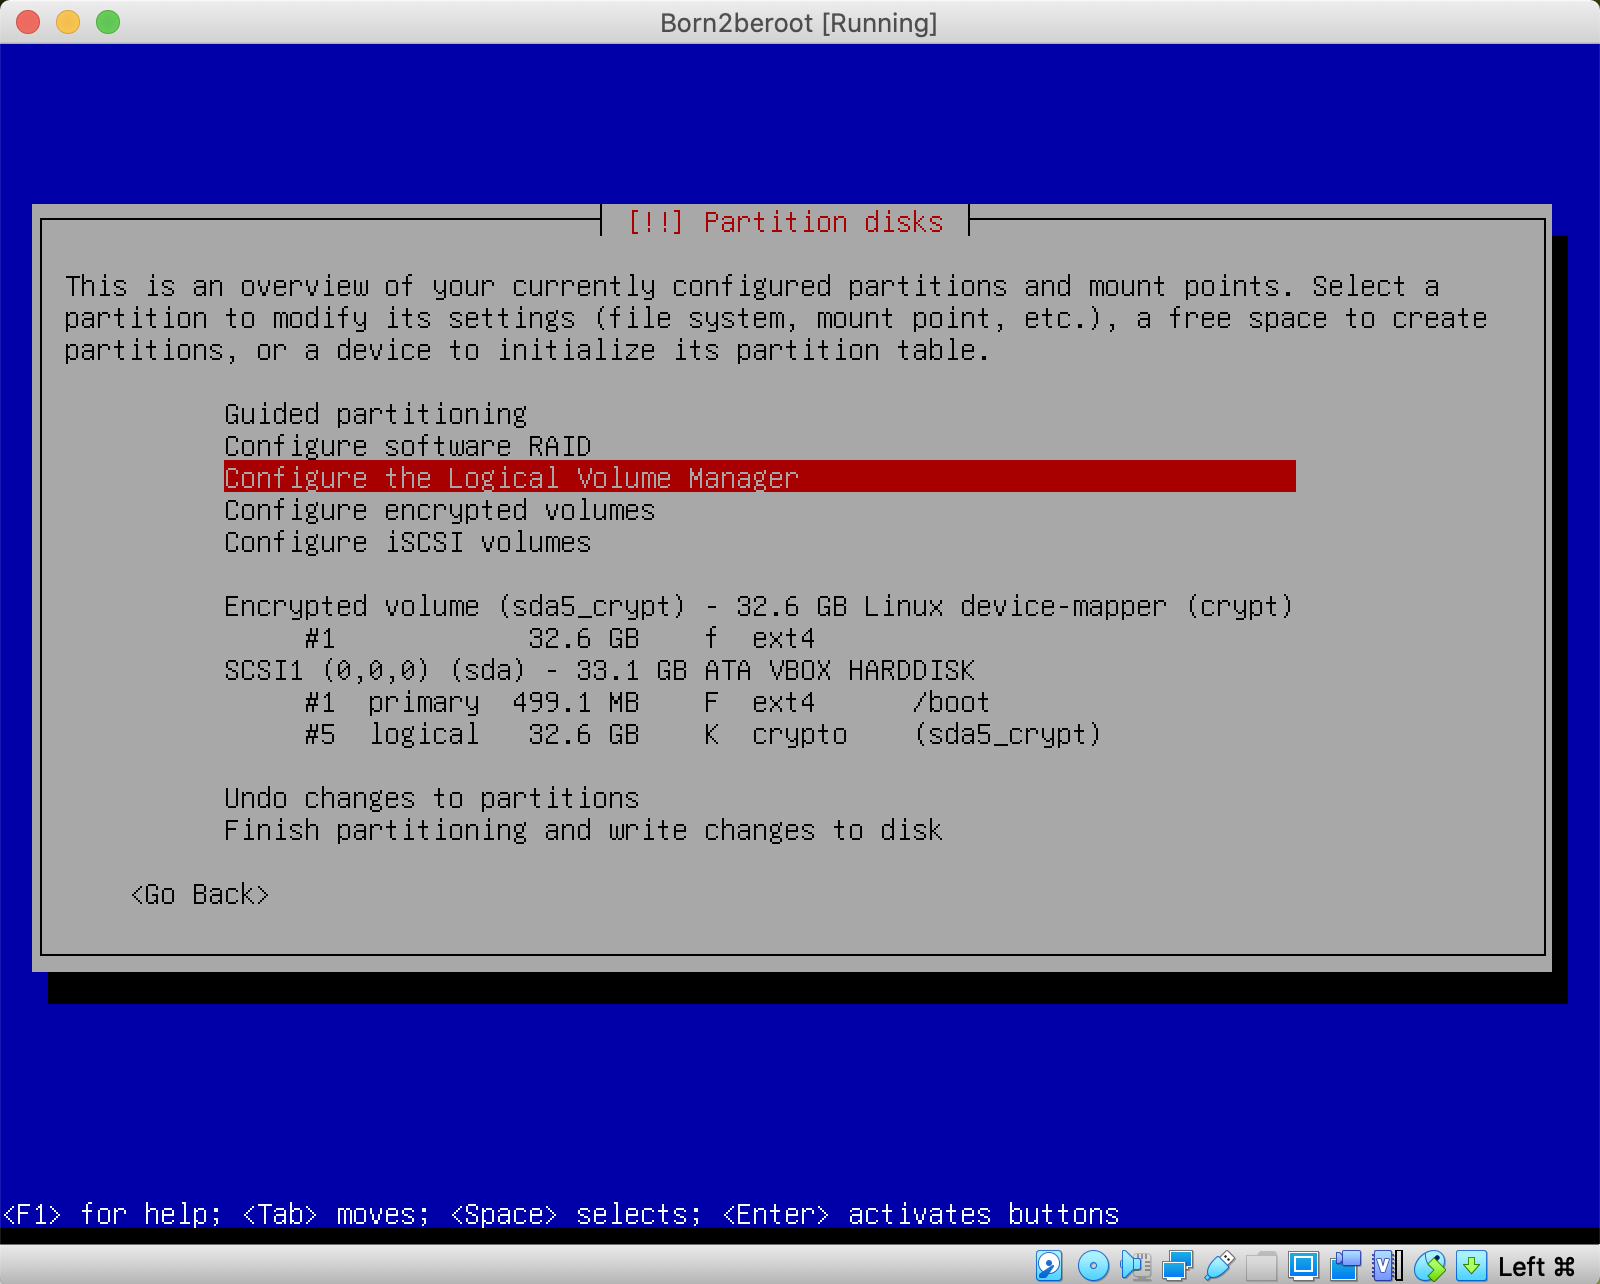 Born2beroot [Running]
[!!] Partition disks
This is an overview of your currently configured partitions and mount points. Select a
partition to modify its settings (file system, mount point, etc.), a free space to create
partitions, or a device to initialize its partition table.
Guided partitioning
Configure software RAID
Configure the Logical Volume Manager
Configure encrypted volumes
Configure iSCSI volumes
Encrypted volume (sda5_crypt) - 32.6 GB Linux device-mapper (crypt)
#1 32.6 GB f ext4
SCSI1 (0,0,0) (sda) - 33.1 GB ATA VBOX HARDDISK
#1 primary 499.1 MB F ext4 /boot
#5 logical 32.6 GB K crypto (sda5_crypt)
Undo changes to partitions
Finish partitioning and write changes to disk
<Go Back>
<F1> for help; <Tab> moves; <Space> selects; <Enter> activates buttons
Left ⌘